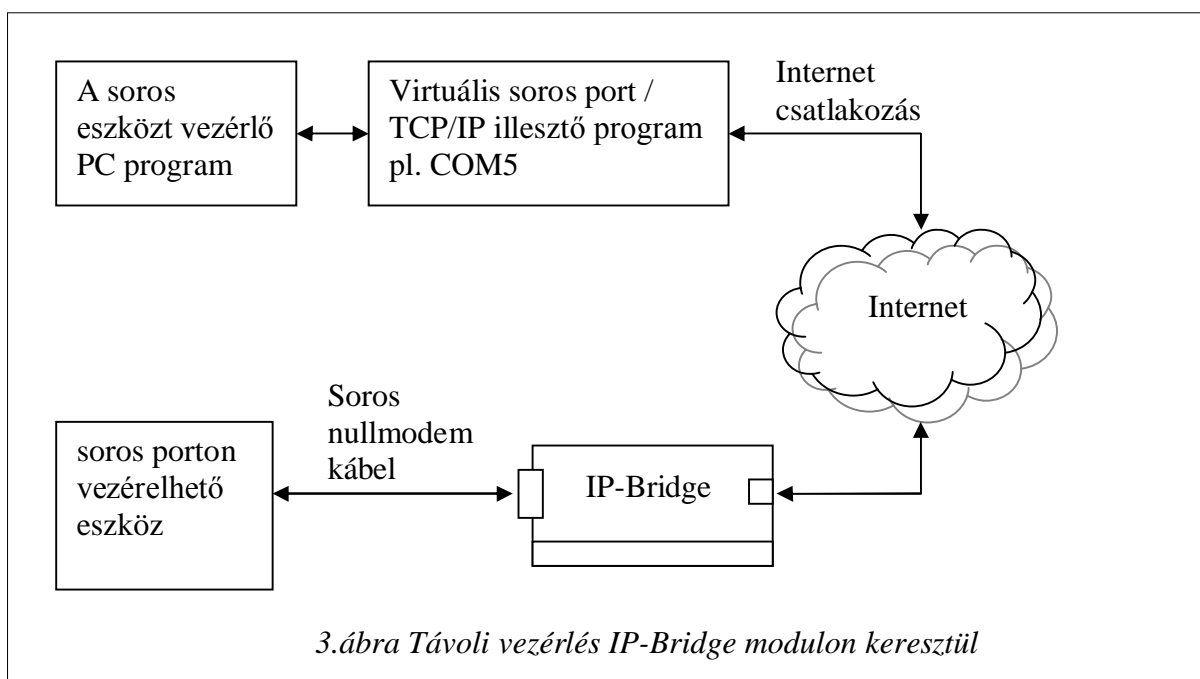 A soros
eszközt vezérlő
PC program
Virtuális soros port /
TCP/IP illesztő program
pl. COM5
Internet
csatlakozás
Internet
Soros
nullmodem
kábel
soros porton
vezérelhető
eszköz
IP-Bridge
3.ábra Távoli vezérlés IP-Bridge modulon keresztül